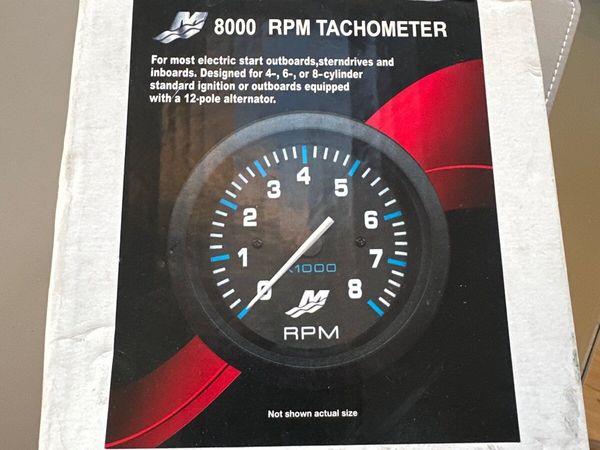 8000 RPM TACHOMETER
For most electric start outboards,sterndrives and
inboards. Designed for 4-, 6-, or 8-cylinder
standard ignition or outboards equipped
with a 12-pole alternator.
4
3
5
2
6
1
7
0
x1000
8
M
RPM
Not shown actual size